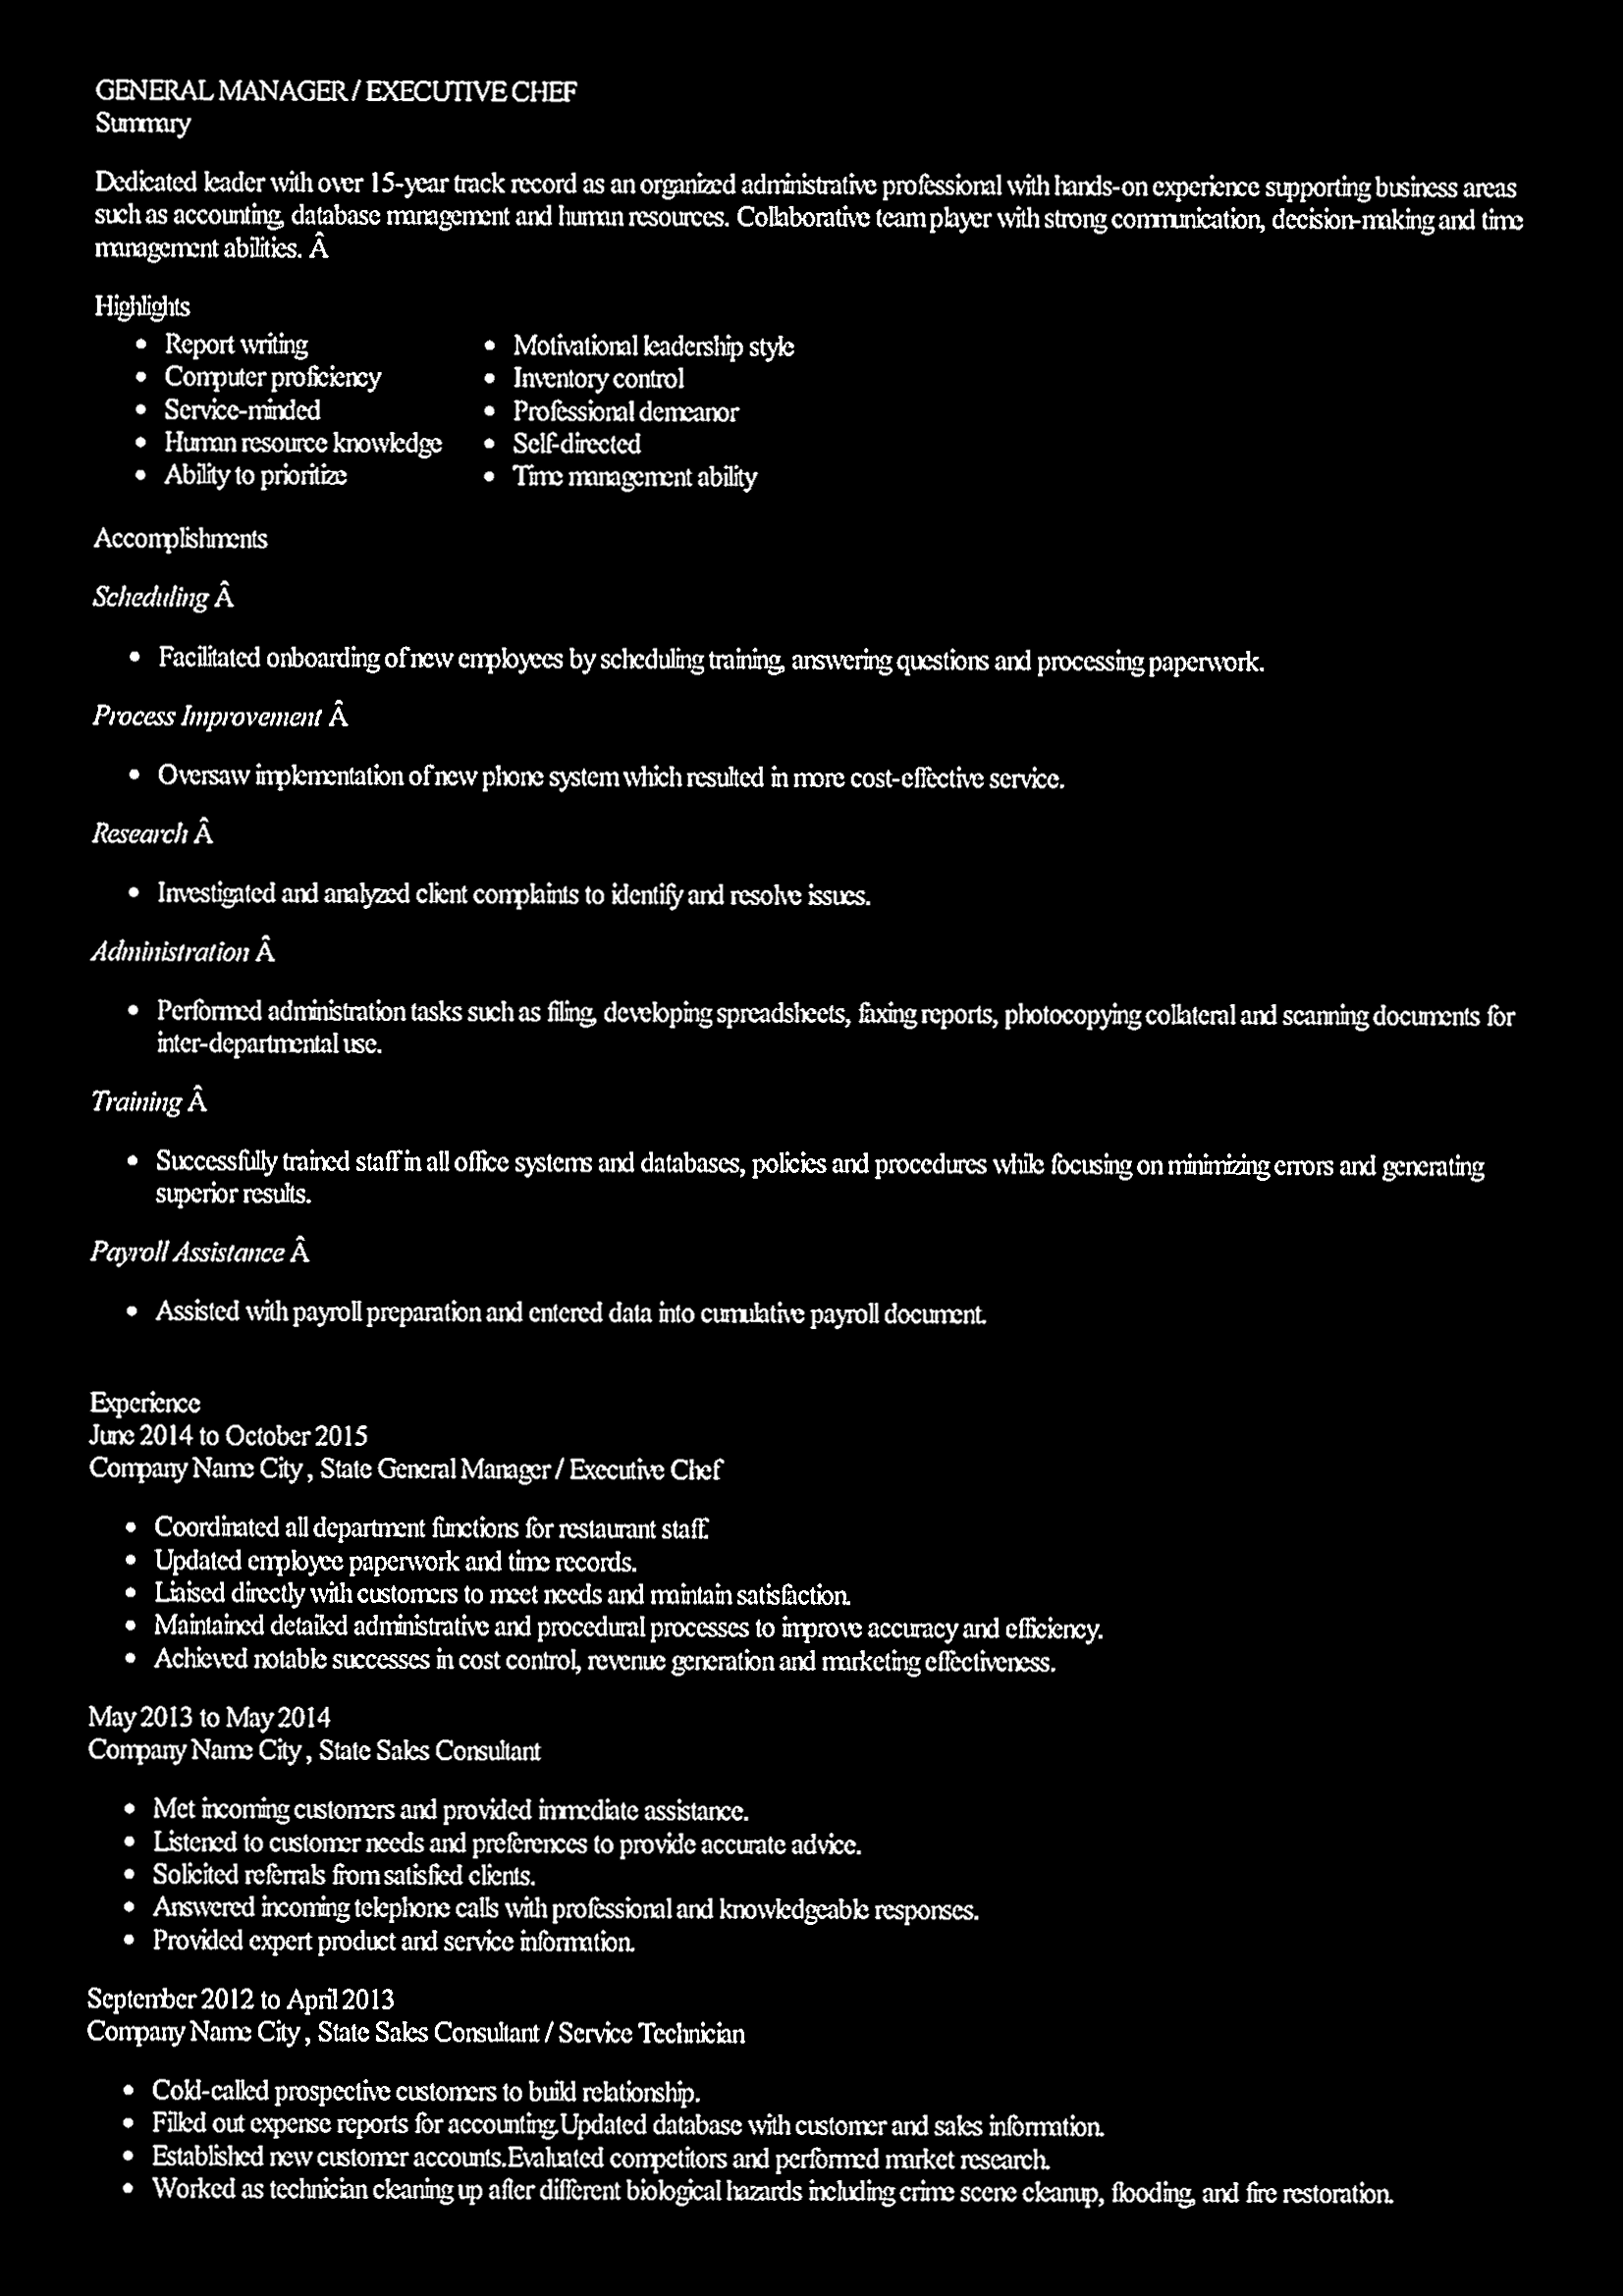 GENERAL MANAGER / EXECUTIVE CHEF
Summary
Dedicated leader with over 15-year track record as an organized administrative professional with hands-on experience supporting business areas
such as accounting, database management and human resources. Collaborative team player with strong communication, decision-making and time
management abilities. Â
Highlights
• Report writing
• Computer proficiency
• Service-minded
• Human resource knowledge
• Ability to prioritize
• Motivational leadership style
• Inventory control
• Professional demeanor
• Self-directed
• Time management ability
Accomplishments
Scheduling Â
• Facilitated onboarding of new employees by scheduling training, answering questions and processing paperwork.
Process Improvement Â
• Oversaw implementation of new phone system which resulted in more cost-effective service.
Research Â
• Investigated and analyzed client complaints to identify and resolve issues.
Administration Â
• Performed administration tasks such as filing, developing spreadsheets, faxing reports, photocopying collateral and scanning documents for
inter-departmental use.
Training Â
• Successfully trained staff in all office systems and databases, policies and procedures while focusing on minimizing errors and generating
superior results.
Payroll Assistance Â
• Assisted with payroll preparation and entered data into cumulative payroll document.
Experience
June 2014 to October 2015
Company Name City , State General Manager / Executive Chef
• Coordinated all department functions for restaurant staff.
• Updated employee paperwork and time records.
• Liaised directly with customers to meet needs and maintain satisfaction.
• Maintained detailed administrative and procedural processes to improve accuracy and efficiency.
• Achieved notable successes in cost control, revenue generation and marketing effectiveness.
May 2013 to May 2014
Company Name City , State Sales Consultant
• Met incoming customers and provided immediate assistance.
• Listened to customer needs and preferences to provide accurate advice.
• Solicited referrals from satisfied clients.
• Answered incoming telephone calls with professional and knowledgeable responses.
• Provided expert product and service information.
September 2012 to April 2013
Company Name City , State Sales Consultant / Service Technician
• Cold-called prospective customers to build relationship.
• Filled out expense reports for accounting.Updated database with customer and sales information.
• Established new customer accounts.Evaluated competitors and performed market research.
• Worked as technician cleaning up after different biological hazards including crime scene cleanup, flooding, and fire restoration.